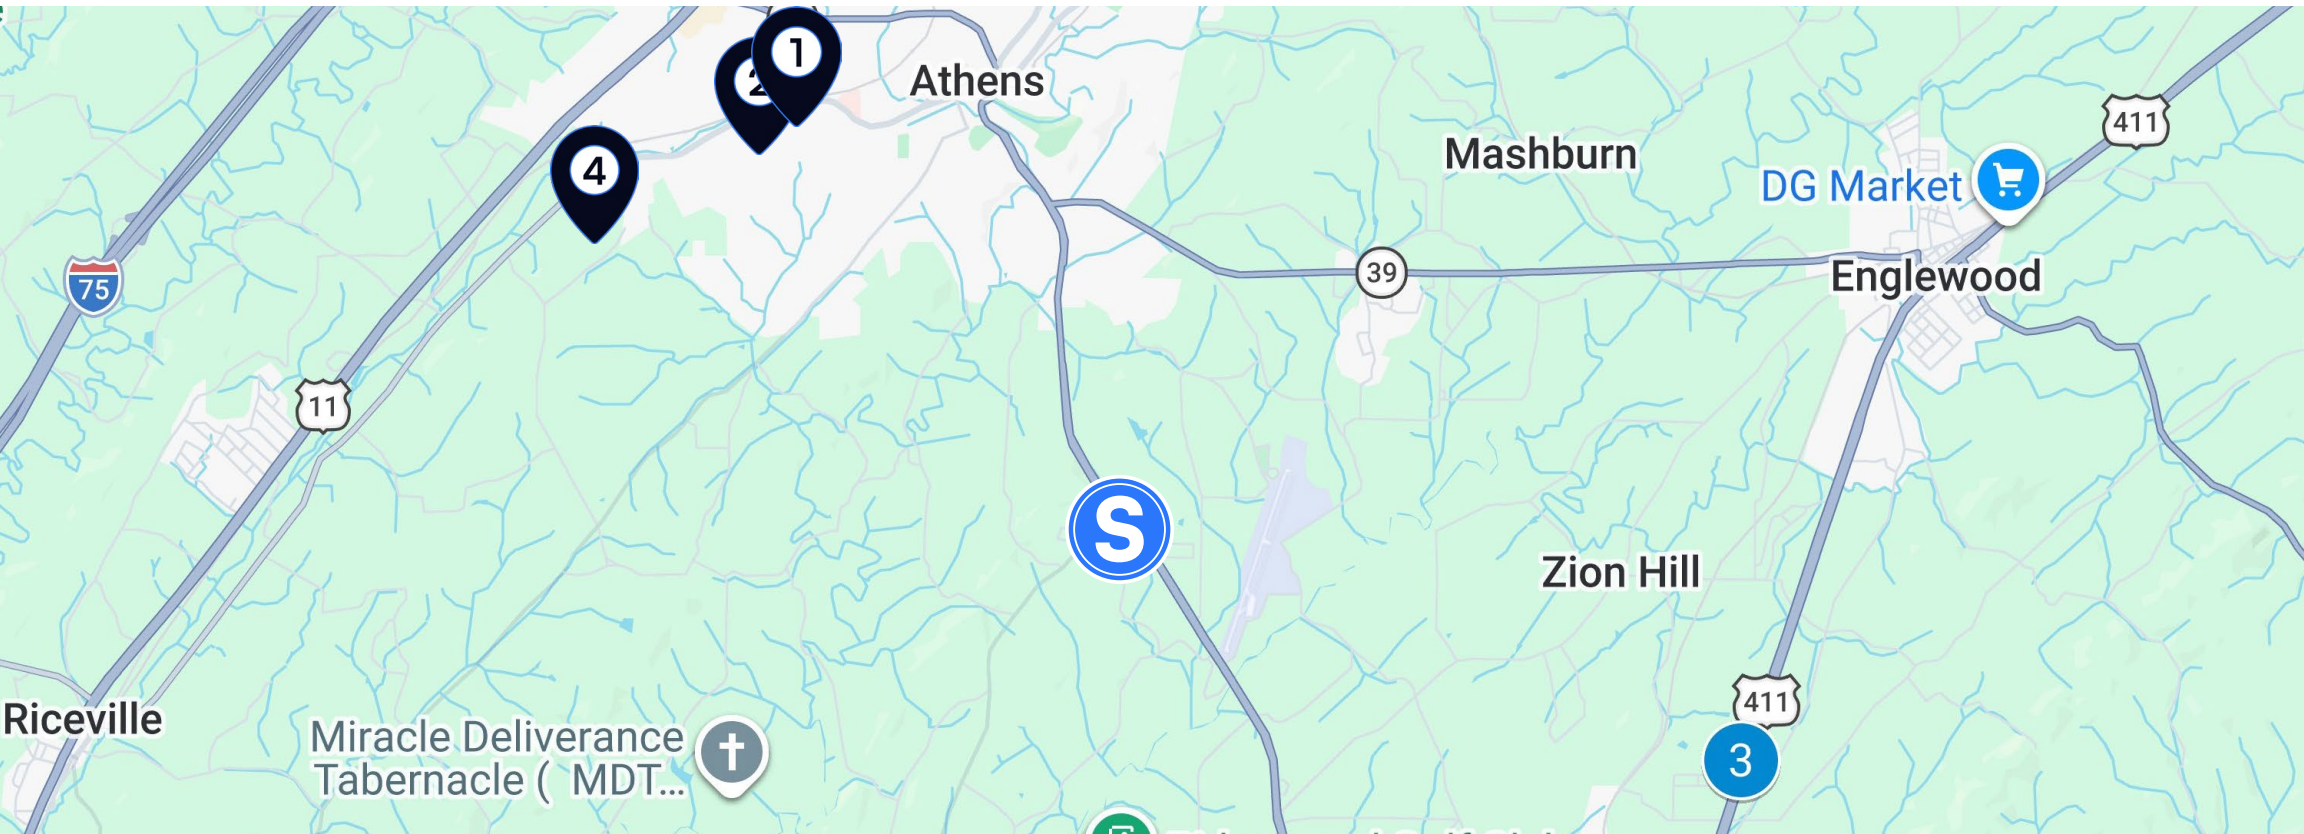 1
2
Athens
411
Mashburn
4
DG Market
39
75
Englewood
11
S
Zion Hill
411
Riceville
Miracle Deliverance
Tabernacle ( MDT...
3